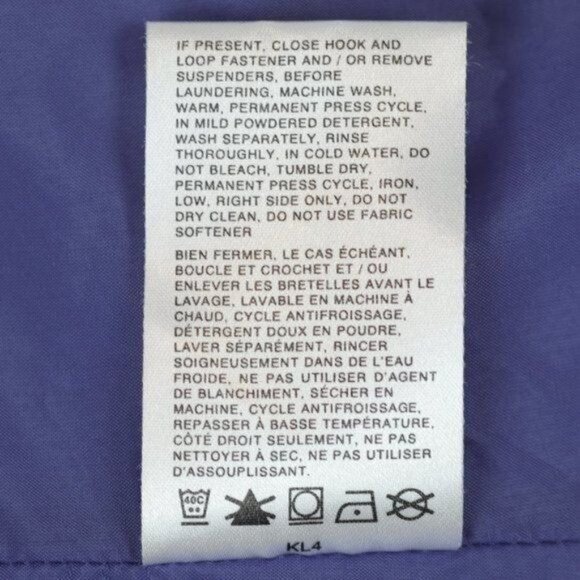 IF PRESENT, CLOSE HOOK AND
LOOP FASTENER AND / OR REMOVE
SUSPENDERS, BEFORE
LAUNDERING, MACHINE WASH,
WARM, PERMANENT PRESS CYCLE,
IN MILD POWDERED DETERGENT,
WASH SEPARATELY, RINSE
THOROUGHLY, IN COLD WATER, DO
NOT BLEACH, TUMBLE DRY,
PERMANENT PRESS CYCLE, IRON,
LOW, RIGHT SIDE ONLY, DO NOT
DRY CLEAN, DO NOT USE FABRIC
SOFTENER
BIEN FERMER, LE CAS ÉCHÉANT,
BOUCLE ET CROCHET ET / OU
ENLEVER LES BRETELLES AVANT LE
LAVAGE, LAVABLE EN MACHINE À
CHAUD, CYCLE ANTIFROISSAGE,
DÉTERGENT DOUX EN POUDRE,
LAVER SÉPARÉMENT, RINCER
SOIGNEUSEMENT DANS DE L'EAU
FROIDE, NE PAS UTILISER D'AGENT
DE BLANCHIMENT, SÉCHER EN
MACHINE, CYCLE ANTIFROISSAGE,
REPASSER À BASSE TEMPÉRATURE,
CÔTÉ DROIT SEULEMENT, NE PAS
NETTOYER À SEC, NE PAS UTILISER
D'ASSOUPLISSANT.
40C
KL4